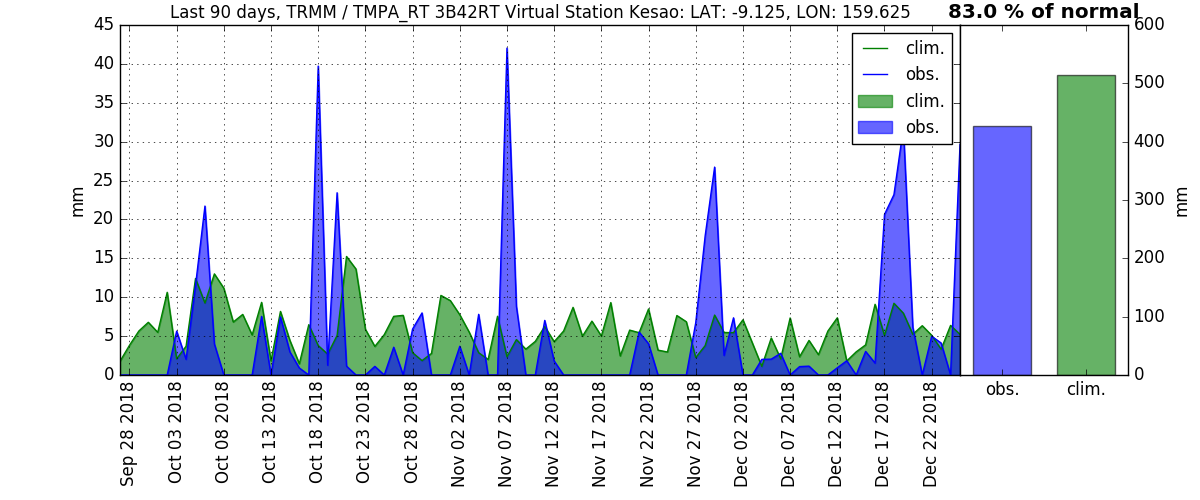 Last 90 days, TRMM / TMPA_RT 3B42RT Virtual Station Kesao: LAT: -9.125, LON: 159.625
83.0 % of normal
clim.
obs.
clim.
obs.
45
40
35
30
25
20
15
10
5
0
mm
Sep 28 2018
Oct 03 2018
Oct 08 2018
Oct 13 2018
Oct 18 2018
Oct 23 2018
Oct 28 2018
Nov 02 2018
Nov 07 2018
Nov 12 2018
Nov 17 2018
Nov 22 2018
Nov 27 2018
Dec 02 2018
Dec 07 2018
Dec 12 2018
Dec 17 2018
Dec 22 2018
600
500
400
300
200
100
0
mm
obs.
clim.